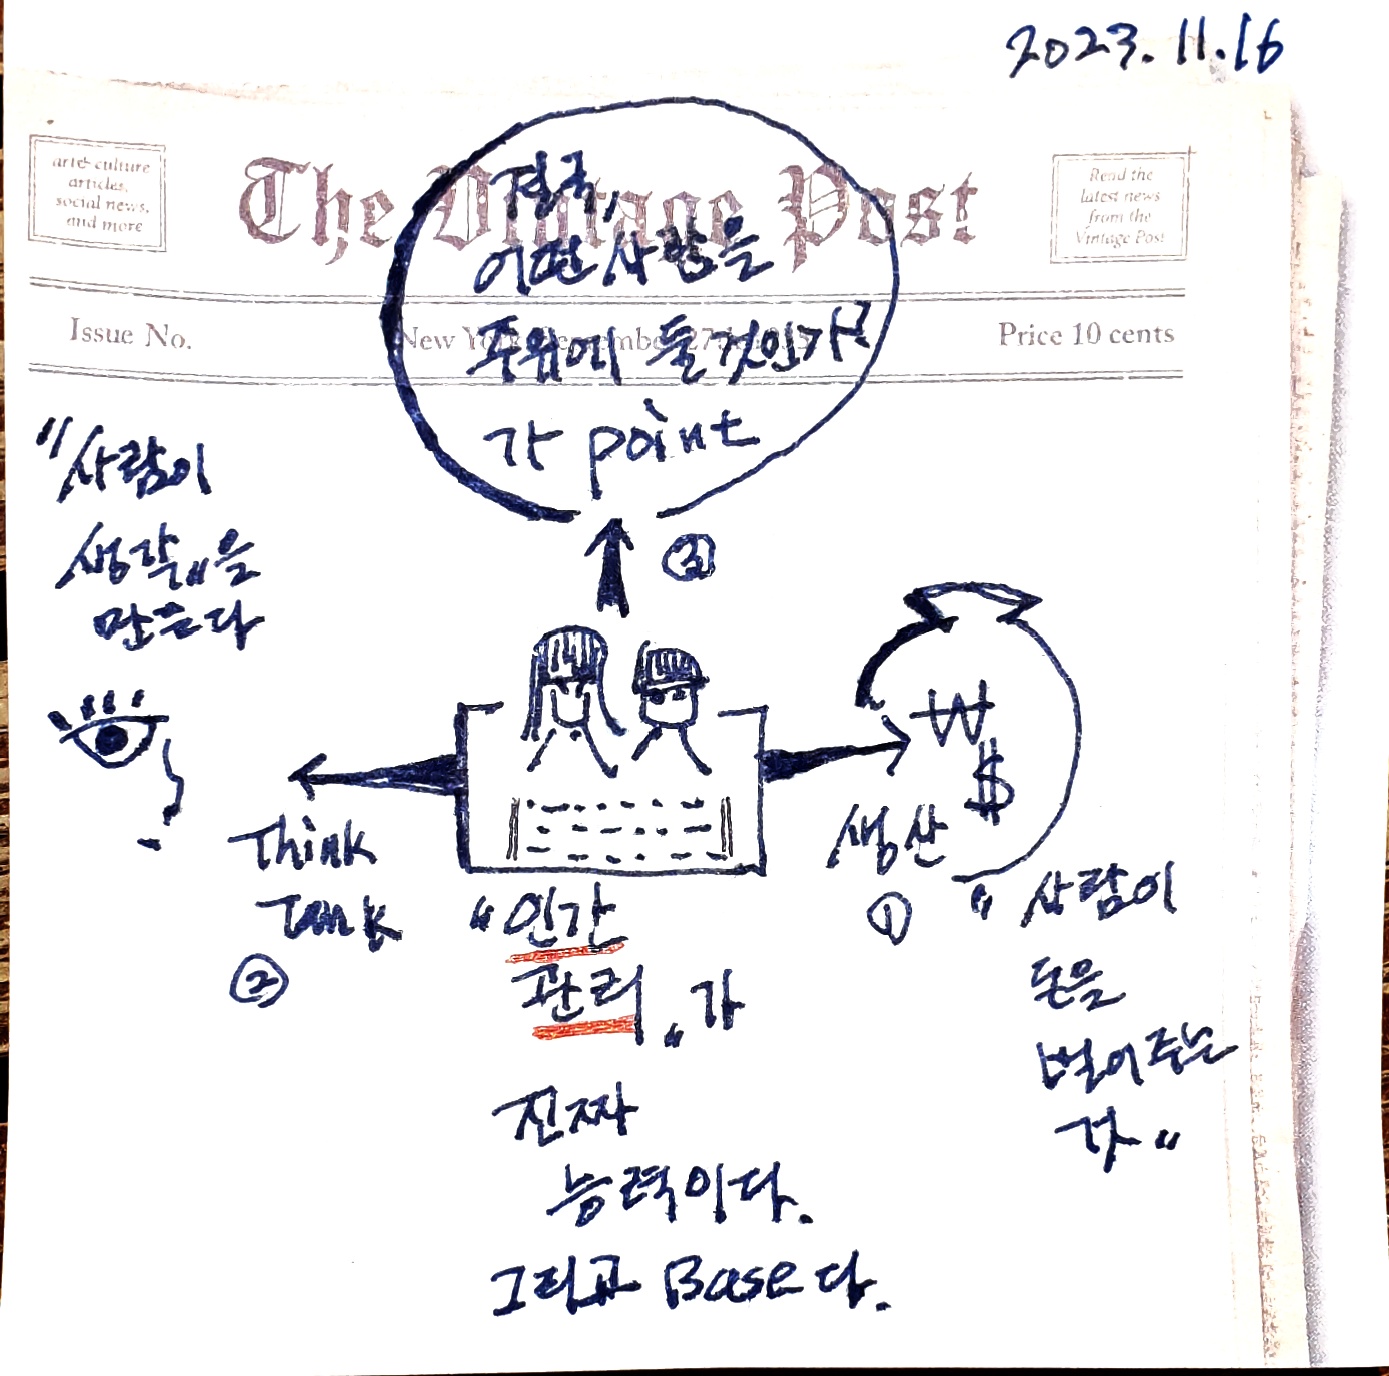 2023.11.16
arts culture
articles,
social news,
and more
The Vintage Post
Read the
latest news
from the
Vintage Post
Issue No.
New York
Price 10 cents
결국,
어떤 사람을
주위에 둘것인가?
가 point
"사람이
생각"을
만든다
③
₩
$
생산
①
Think
Tank
②
"인간
관리"가
진짜
능력이다.
그리고 Base다.
"사람이
돈을
벌어주는
것"